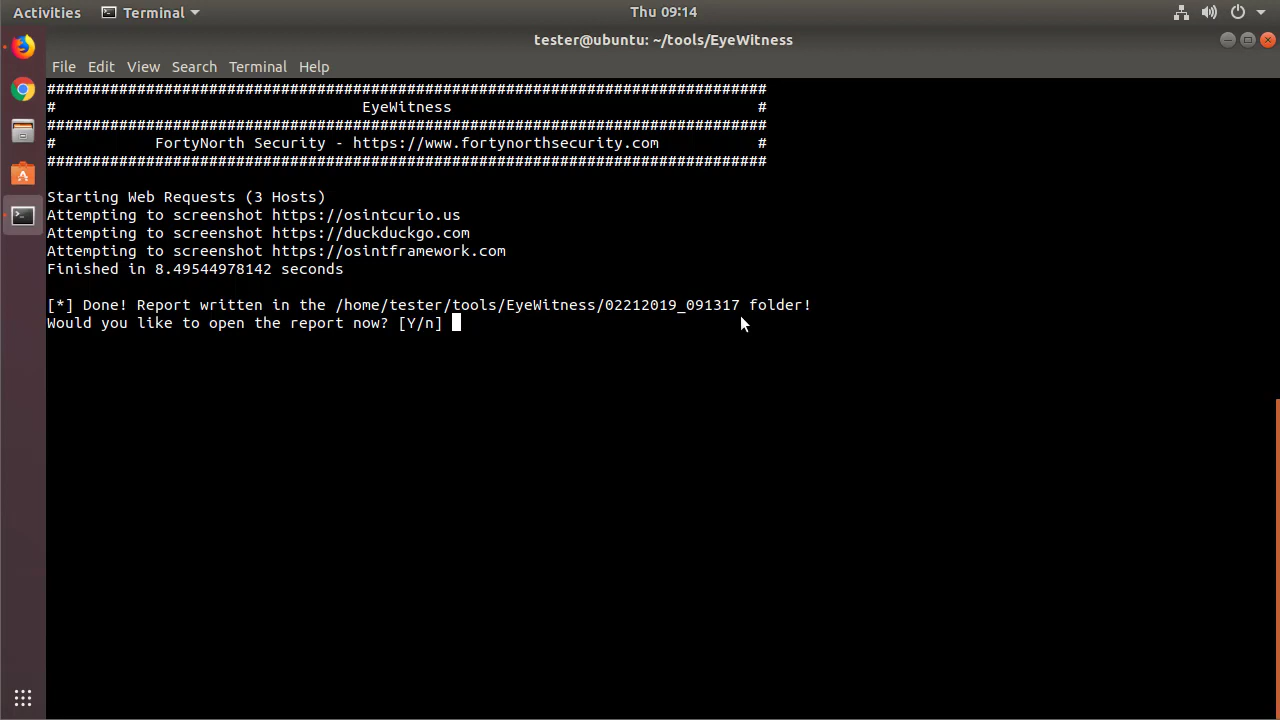 Activities Terminal Thu 09:14
tester@ubuntu: ~/tools/EyeWitness
File Edit View Search Terminal Help
################################################################################
#                                  EyeWitness                                  #
################################################################################
#           FortyNorth Security - https://www.fortynorthsecurity.com           #
################################################################################
Starting Web Requests (3 Hosts)
Attempting to screenshot https://osintcurio.us
Attempting to screenshot https://duckduckgo.com
Attempting to screenshot https://osintframework.com
Finished in 8.49544978142 seconds
[*] Done! Report written in the /home/tester/tools/EyeWitness/02212019_091317 folder!
Would you like to open the report now? [Y/n]